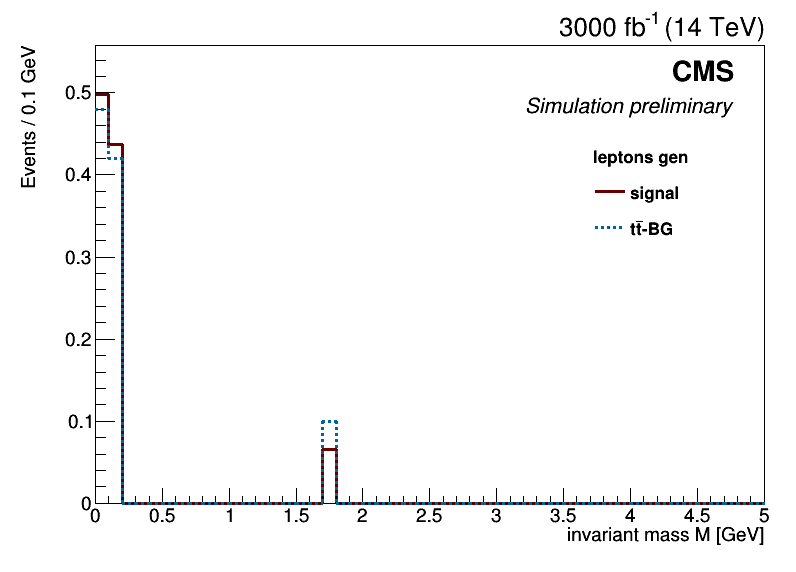 3000 fb⁻¹ (14 TeV)
CMS
Simulation preliminary
leptons gen
signal
tt̄-BG
Events / 0.1 GeV
0.5
0.4
0.3
0.2
0.1
0
0 0.5 1 1.5 2 2.5 3 3.5 4 4.5 5
invariant mass M [GeV]